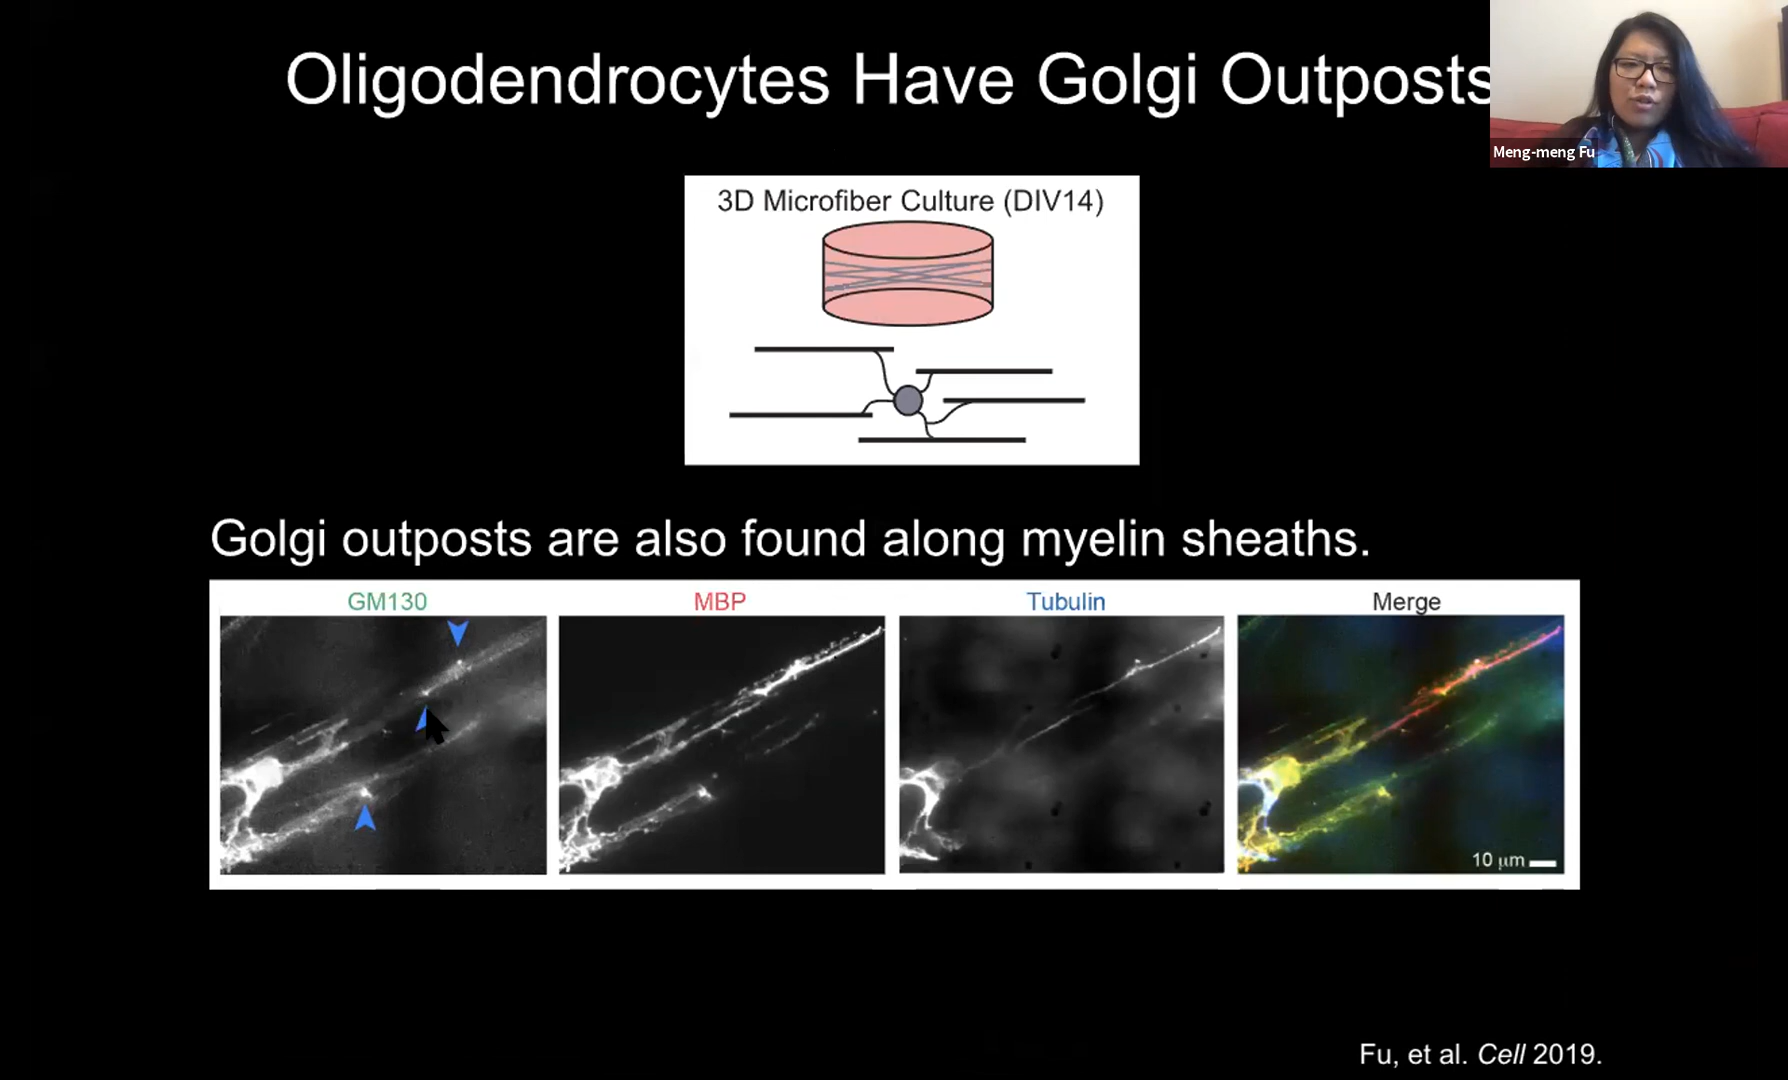 Oligodendrocytes Have Golgi Outposts
Meng-meng Fu
3D Microfiber Culture (DIV14)
Golgi outposts are also found along myelin sheaths.
GM130
MBP
Tubulin
Merge
10 μm
Fu, et al. Cell 2019.